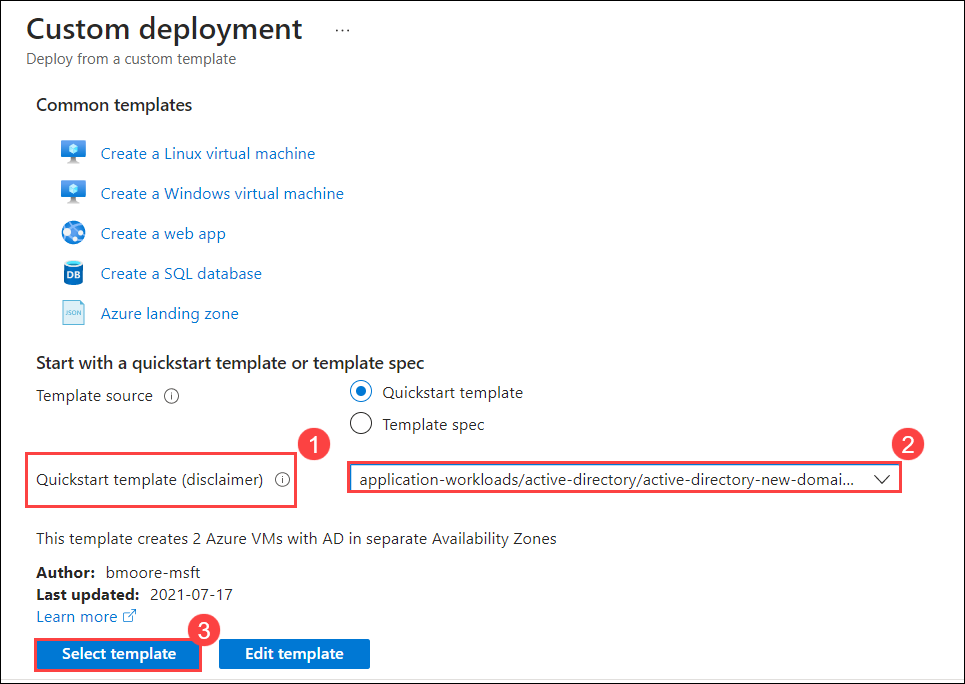 Custom deployment ...
Deploy from a custom template
Common templates
Create a Linux virtual machine
Create a Windows virtual machine
Create a web app
DB Create a SQL database
JSON Azure landing zone
Start with a quickstart template or template spec
Template source Quickstart template
Template spec
1 2
Quickstart template (disclaimer) application-workloads/active-directory/active-directory-new-domai...
This template creates 2 Azure VMs with AD in separate Availability Zones
Author: bmoore-msft
Last updated: 2021-07-17
Learn more
3
Select template Edit template